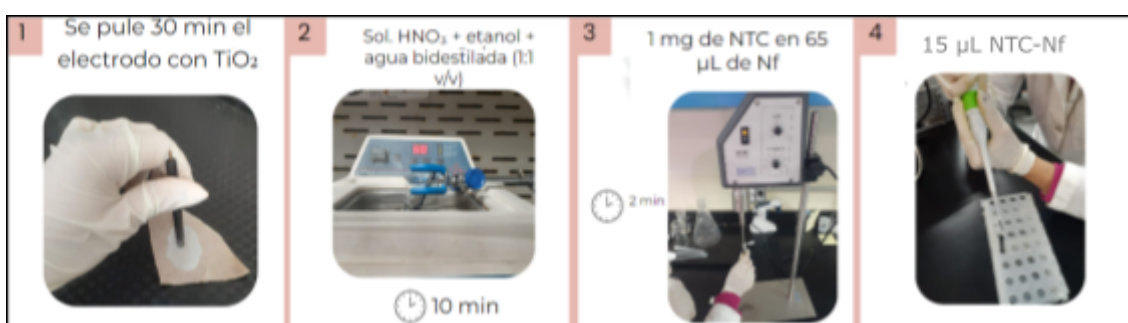 1
Se pule 30 min el
electrodo con TiO₂
2
Sol. HNO₃ + etanol +
agua bidestilada (1:1
v/v)
10 min
3
1 mg de NTC en 65
µL de Nf
2 min
4
15 µL NTC-Nf